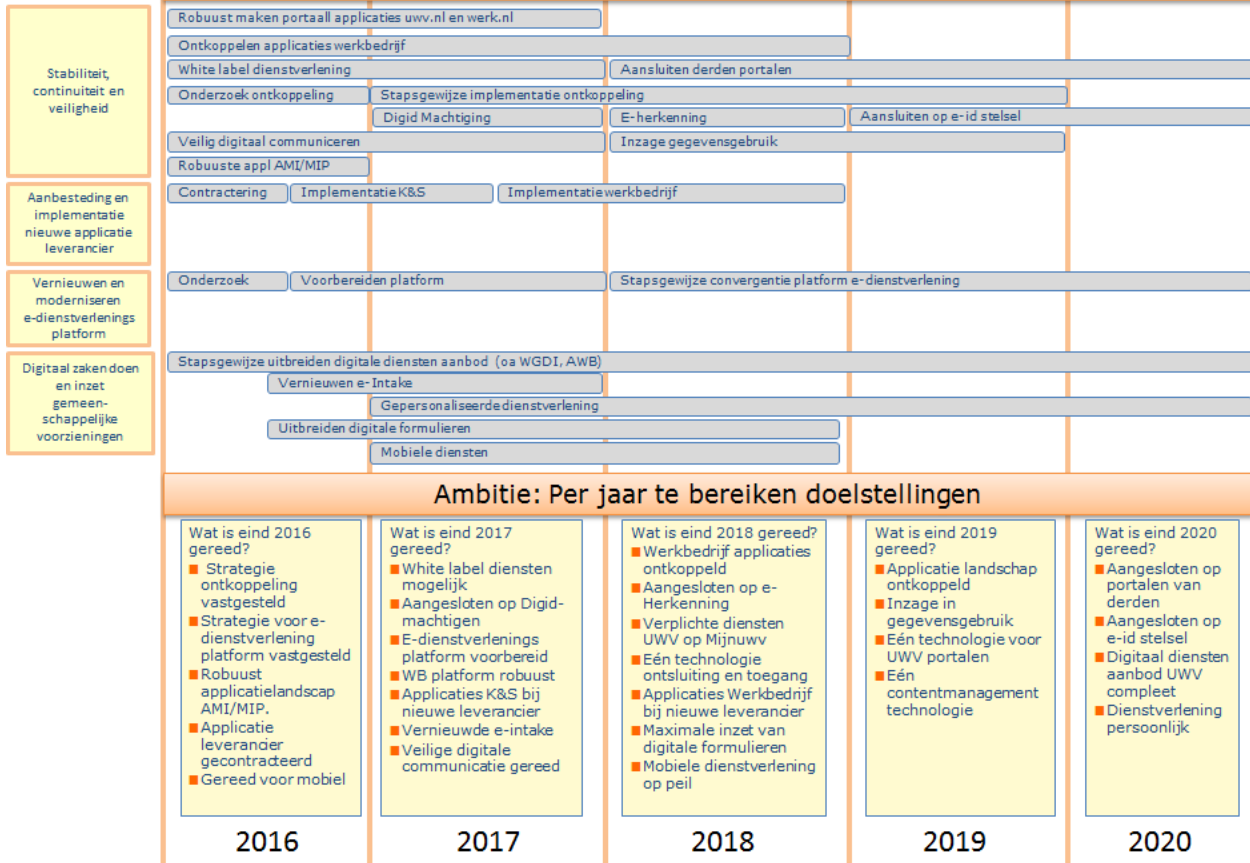 Robuust maken portaall applicaties uwv.nl en werk.nl
Ontkoppelen applicaties werkbedrijf
White label dienstverlening
Aansluiten derden portalen
Stabiliteit,
continuiteit en
veiligheid
Onderzoek ontkoppeling
Stapsgewijze implementatie ontkoppeling
Digid Machtiging
E-herkenning
Aansluiten op e-id stelsel
Veilig digitaal communiceren
Inzage gegevensgebruik
Robuuste appl AMI/MIP
Aanbesteding en
implementatie
nieuwe applicatie
leverancier
Contractering
Implementatie K&S
Implementatie werkbedrijf
Vernieuwen en
moderniseren
e-dienstverlenings
platform
Onderzoek
Voorbereiden platform
Stapsgewijze convergentie platform e-dienstverlening
Digitaal zaken doen
en inzet
gemeen-
schappelijke
voorzieningen
Stapsgewijze uitbreiden digitale diensten aanbod (oa WGDI, AWB)
Vernieuwen e-Intake
Gepersonaliseerde dienstverlening
Uitbreiden digitale formulieren
Mobiele diensten
Ambitie: Per jaar te bereiken doelstellingen
Wat is eind 2016
gereed?
Strategie
ontkoppeling
vastgesteld
Strategie voor e-
dienstverlening
platform vastgesteld
Robuust
applicatielandscap
AMI/MIP.
Applicatie
leverancier
gecontracteerd
Gereed voor mobiel
Wat is eind 2017
gereed?
White label diensten
mogelijk
Aangesloten op Digid-
machtigen
E-dienstverlenings
platform voorbereid
WB platform robuust
Applicaties K&S bij
nieuwe leverancier
Vernieuwde e-intake
Veilige digitale
communicatie gereed
Wat is eind 2018
gereed?
Werkbedrijf applicaties
ontkoppeld
Aangesloten op e-
Herkenning
Verplichte diensten
UWV op Mijnuwv
Eén technologie
ontsluiting en toegang
Applicaties Werkbedrijf
bij nieuwe leverancier
Maximale inzet van
digitale formulieren
Mobiele dienstverlening
op peil
Wat is eind 2019
gereed?
Applicatie landschap
ontkoppeld
Inzage in
gegevensgebruik
Eén technologie voor
UWV portalen
Eén
contentmanagement
technologie
Wat is eind 2020
gereed?
Aangesloten op
portalen van
derden
Aangesloten op
e-id stelsel
Digitaal diensten
aanbod UWV
compleet
Dienstverlening
persoonlijk
2016
2017
2018
2019
2020